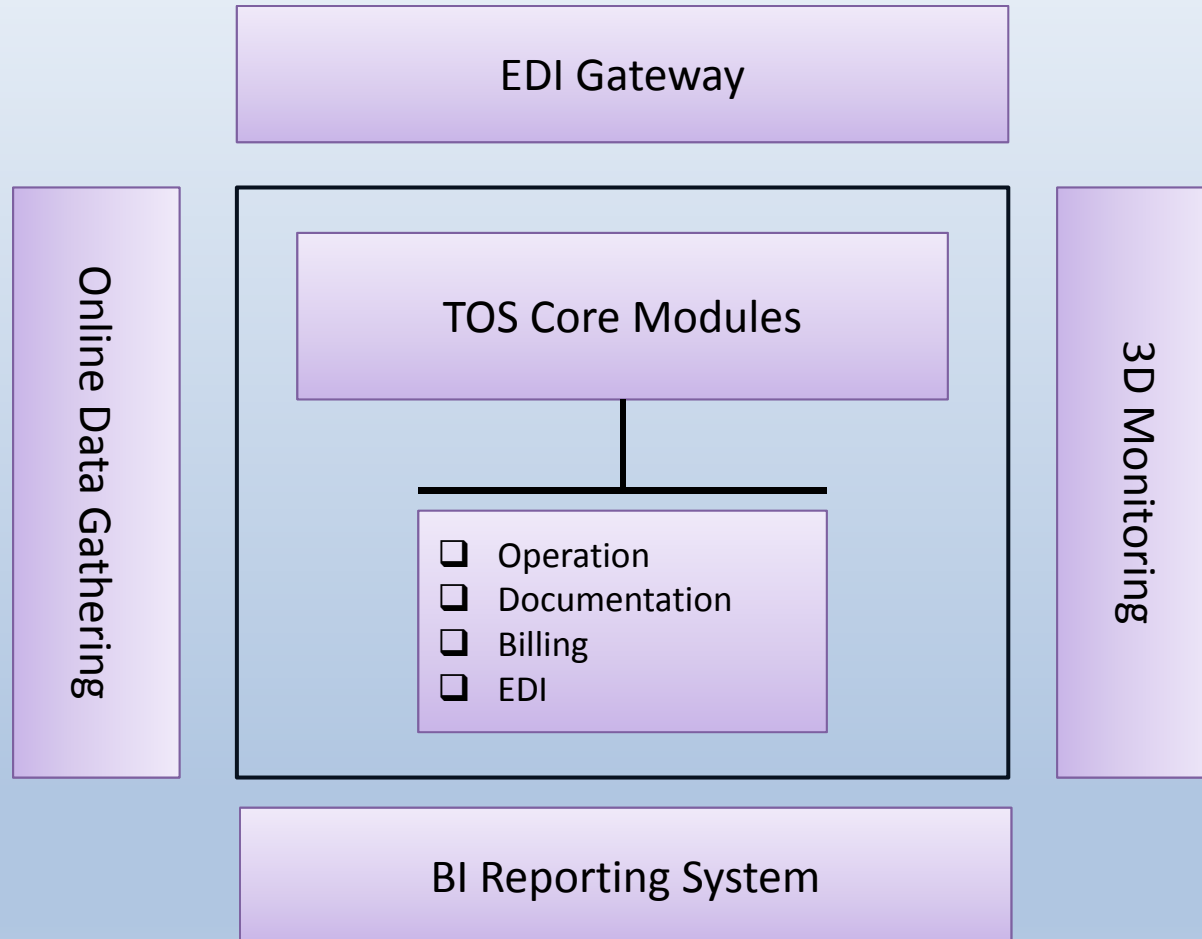 EDI Gateway
Online Data Gathering
TOS Core Modules
3D Monitoring
❑ Operation
❑ Documentation
❑ Billing
❑ EDI
BI Reporting System